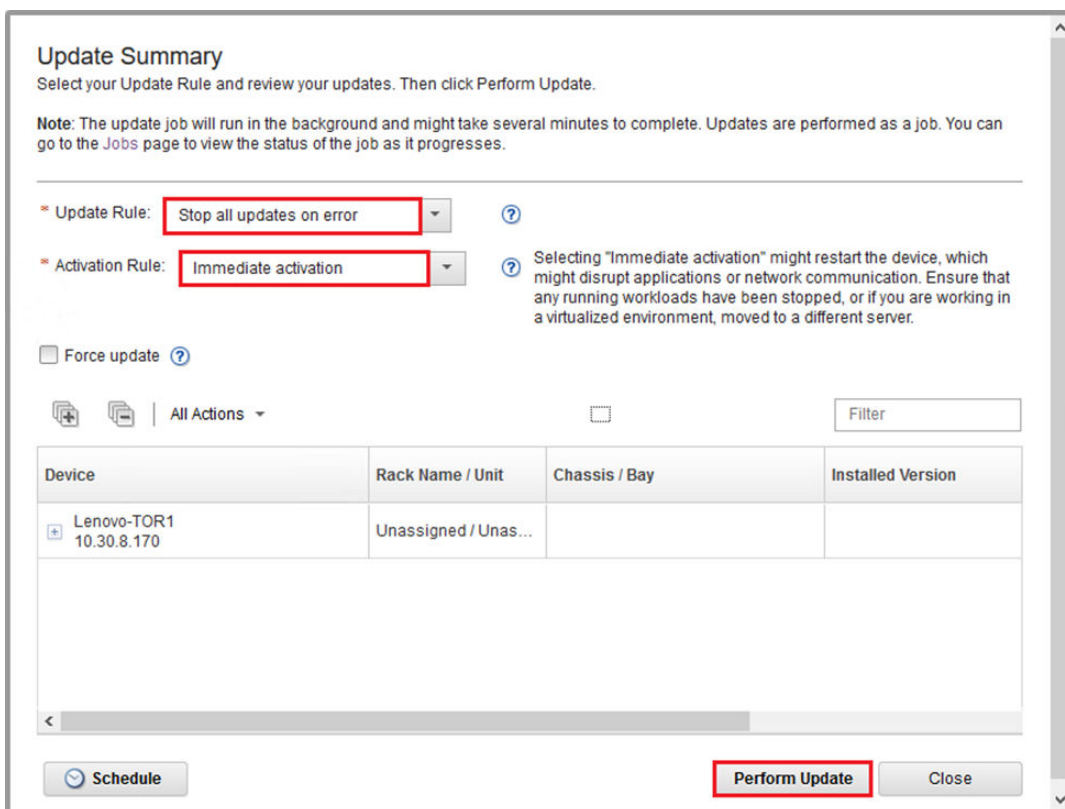 Update Summary
Select your Update Rule and review your updates. Then click Perform Update.
Note: The update job will run in the background and might take several minutes to complete. Updates are performed as a job. You can
go to the Jobs page to view the status of the job as it progresses.
* Update Rule: Stop all updates on error ?
* Activation Rule: Immediate activation ? Selecting "Immediate activation" might restart the device, which
might disrupt applications or network communication. Ensure that
any running workloads have been stopped, or if you are working in
a virtualized environment, moved to a different server.
Force update ?
All Actions Filter
Device Rack Name / Unit Chassis / Bay Installed Version
Lenovo-TOR1 Unassigned / Unas...
10.30.8.170
Schedule Perform Update Close